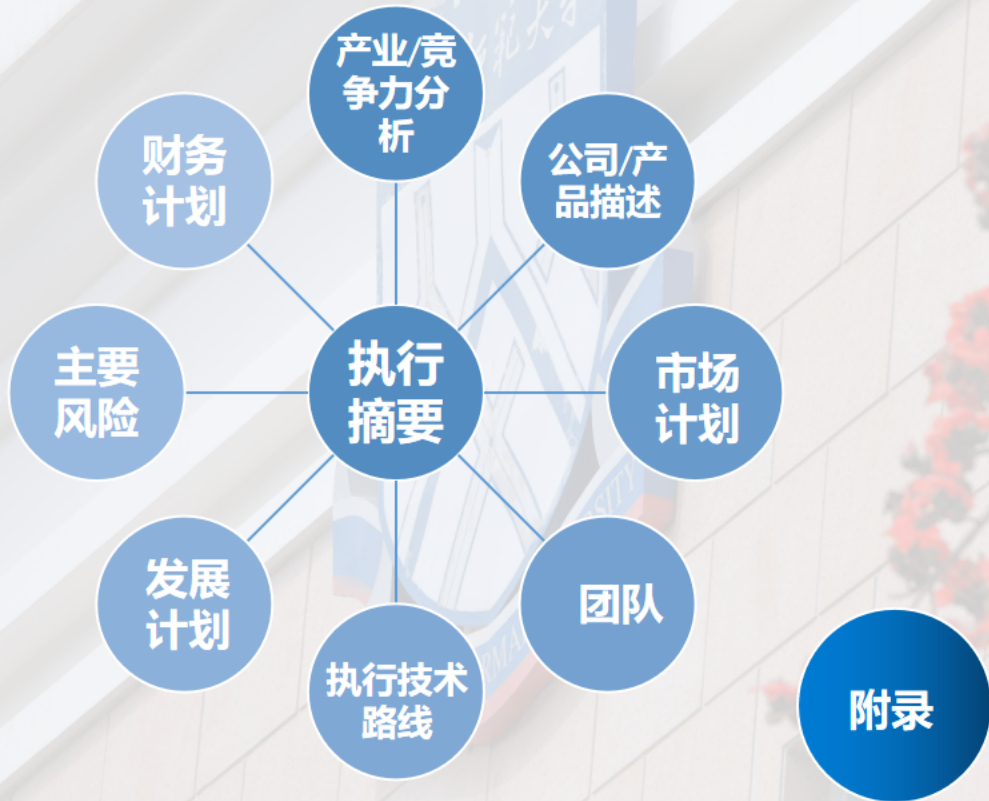 产业/竞
争力分
析
公司/产
品描述
市场
计划
团队
执行技术
路线
发展
计划
主要
风险
财务
计划
执行
摘要
附录